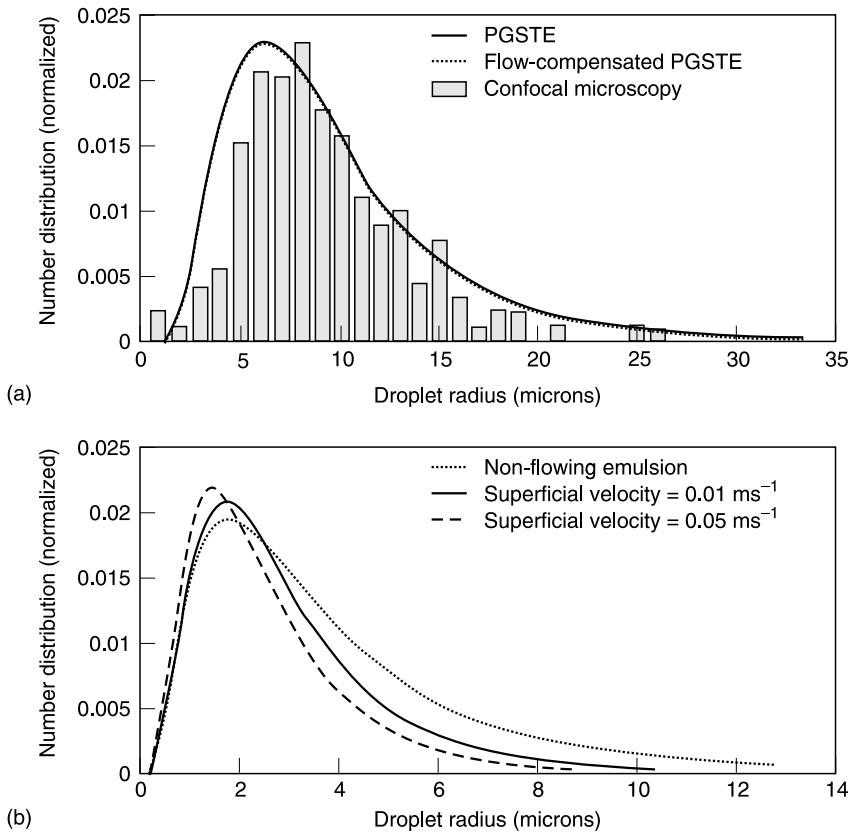 0.025
0.02
0.015
0.01
0.005
0
Number distribution (normalized)
PGSTE
Flow-compensated PGSTE
Confocal microscopy
0 5 10 15 20 25 30 35
Droplet radius (microns)
(a)
0.025
0.02
0.015
0.01
0.005
0
Number distribution (normalized)
Non-flowing emulsion
Superficial velocity = 0.01 ms⁻¹
Superficial velocity = 0.05 ms⁻¹
0 2 4 6 8 10 12 14
Droplet radius (microns)
(b)